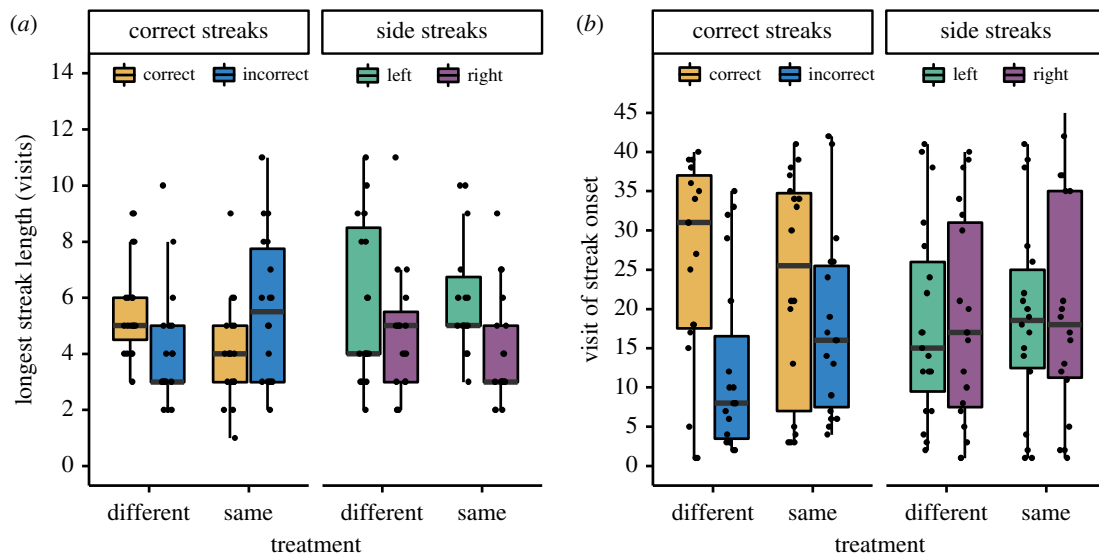 (a)
correct streaks
side streaks
correct
incorrect
left
right
longest streak length (visits)
14
12
10
8
6
4
2
0
different
same
different
same
treatment
(b)
correct streaks
side streaks
correct
incorrect
left
right
visit of streak onset
45
40
35
30
25
20
15
10
5
0
different
same
different
same
treatment